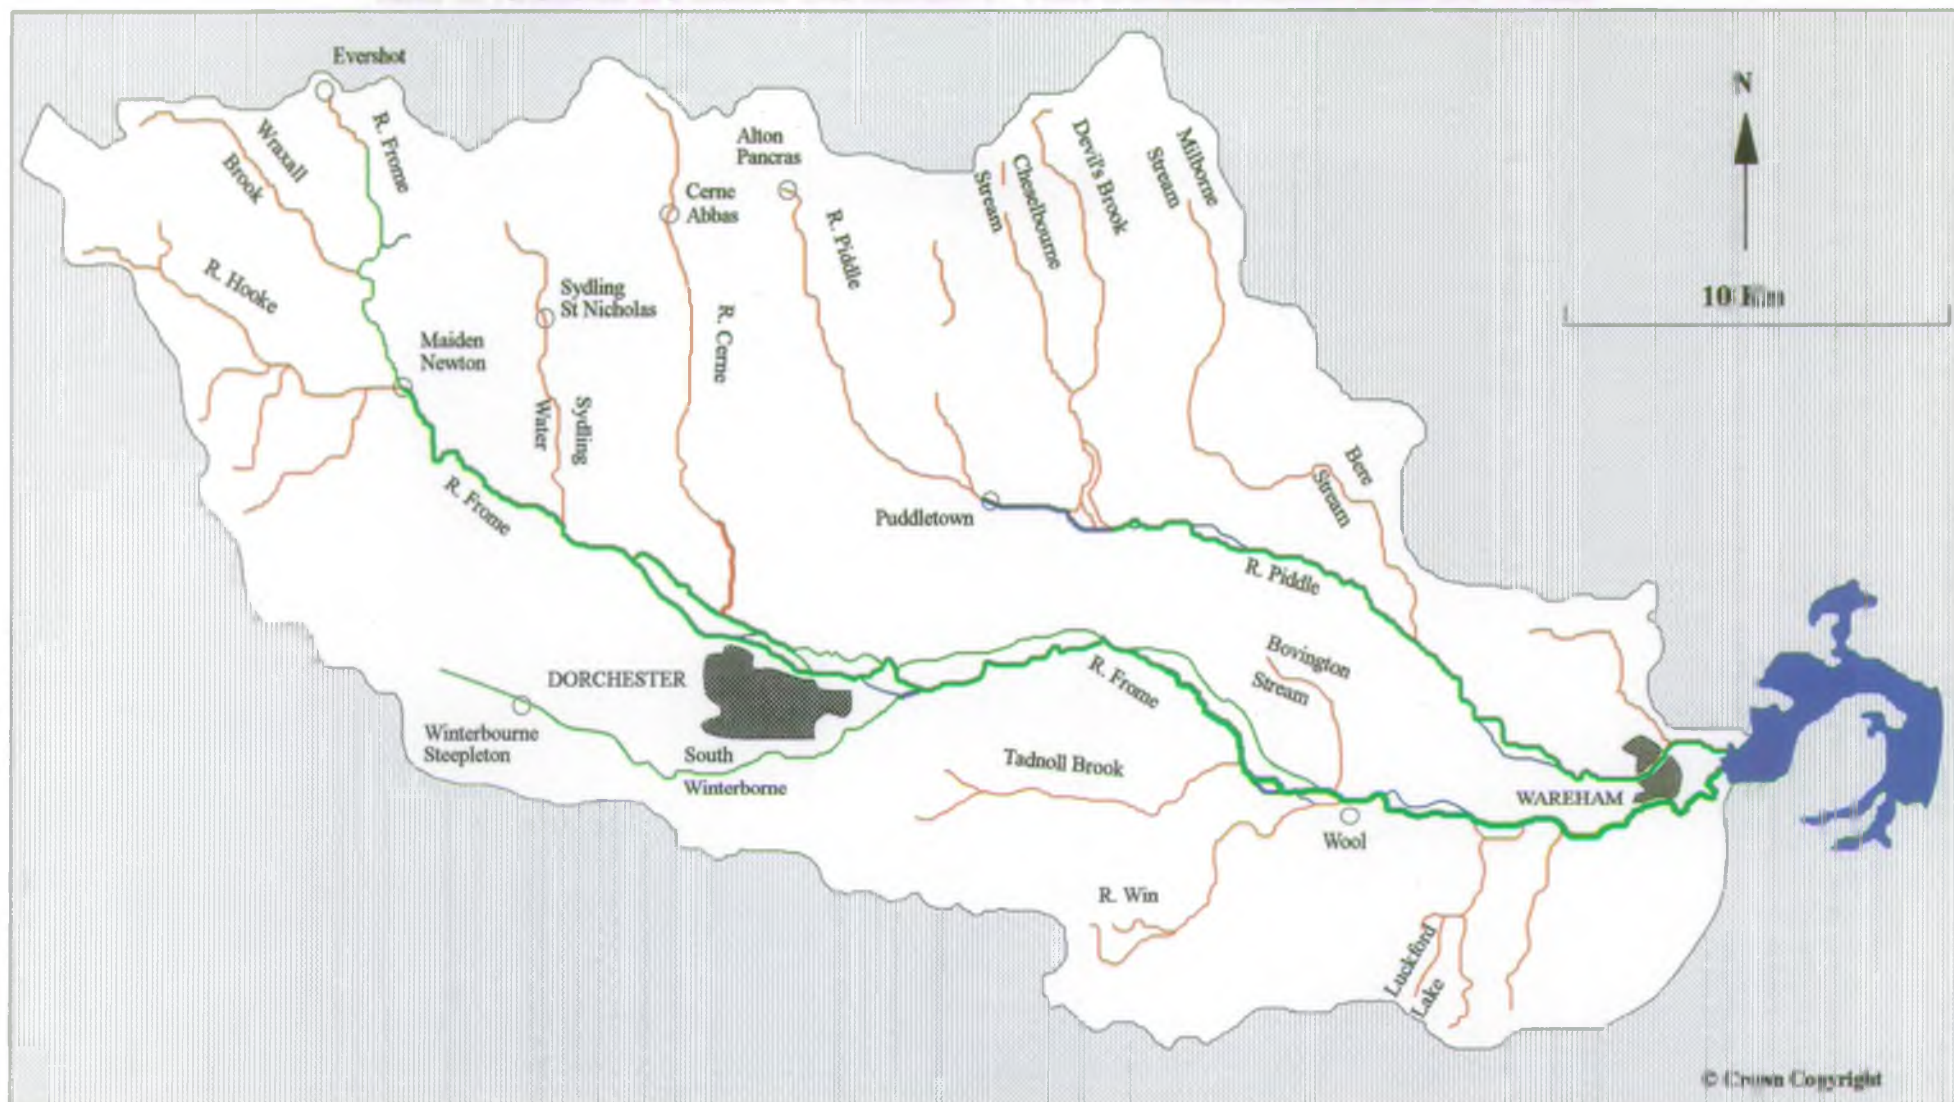 Evershot
R. Frome
Wraxall
Brook
R. Hooke
Maiden
Newton
Sydling
St Nicholas
Sydling
Water
Cerne
Abbas
R. Cerne
Alton
Pancras
R. Piddle
Cheselbourne
Stream
Devil's Brook
Milborne
Stream
N
Bere
Stream
R. Frome
Puddletown
R. Piddle
DORCHESTER
Winterbourne
Steepleton
South
Winterborne
R. Frome
Bovington
Stream
Tadnoll Brook
WAREHAM
Wool
R. Win
Luckford
Lake
© Crown Copyright